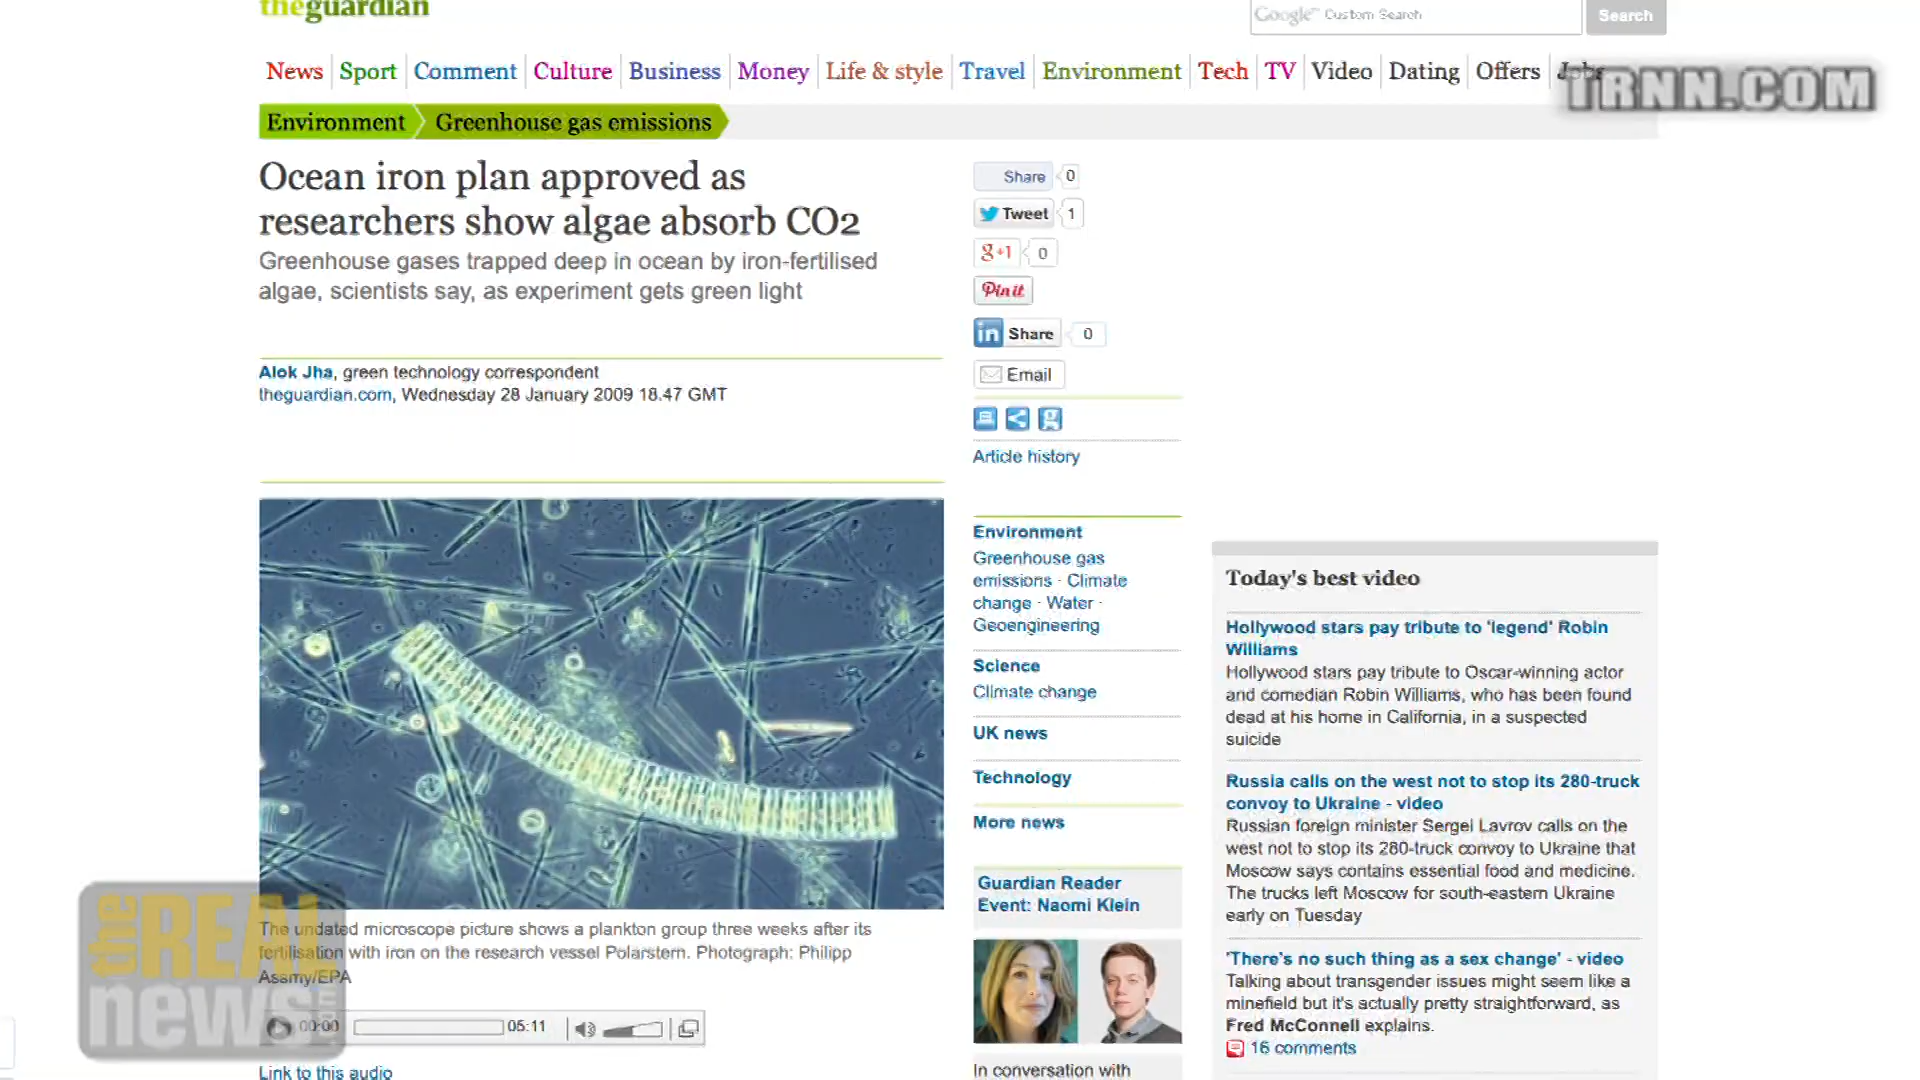 theguardian
Google™ Custom Search
Search
News
Sport
Comment
Culture
Business
Money
Life & style
Travel
Environment
Tech
TV
Video
Dating
Offers
Jobs
TRNN.COM
Environment
Greenhouse gas emissions
Ocean iron plan approved as
researchers show algae absorb CO2
Greenhouse gases trapped deep in ocean by iron-fertilised
algae, scientists say, as experiment gets green light
Alok Jha, green technology correspondent
theguardian.com, Wednesday 28 January 2009 18.47 GMT
The undated microscope picture shows a plankton group three weeks after its
fertilisation with iron on the research vessel Polarstern. Photograph: Philipp
Assmy/EPA
00:00
05:11
Link to this audio
the REAL
news.com
Share 0
Tweet 1
g+1 0
Pin it
in Share 0
Email
Article history
Environment
Greenhouse gas
emissions · Climate
change · Water ·
Geoengineering
Science
Climate change
UK news
Technology
More news
Guardian Reader
Event: Naomi Klein
In conversation with
Today's best video
Hollywood stars pay tribute to 'legend' Robin
Williams
Hollywood stars pay tribute to Oscar-winning actor
and comedian Robin Williams, who has been found
dead at his home in California, in a suspected
suicide
Russia calls on the west not to stop its 280-truck
convoy to Ukraine - video
Russian foreign minister Sergei Lavrov calls on the
west not to stop its 280-truck convoy to Ukraine that
Moscow says contains essential food and medicine.
The trucks left Moscow for south-eastern Ukraine
early on Tuesday
'There's no such thing as a sex change' - video
Talking about transgender issues might seem like a
minefield but it's actually pretty straightforward, as
Fred McConnell explains.
16 comments